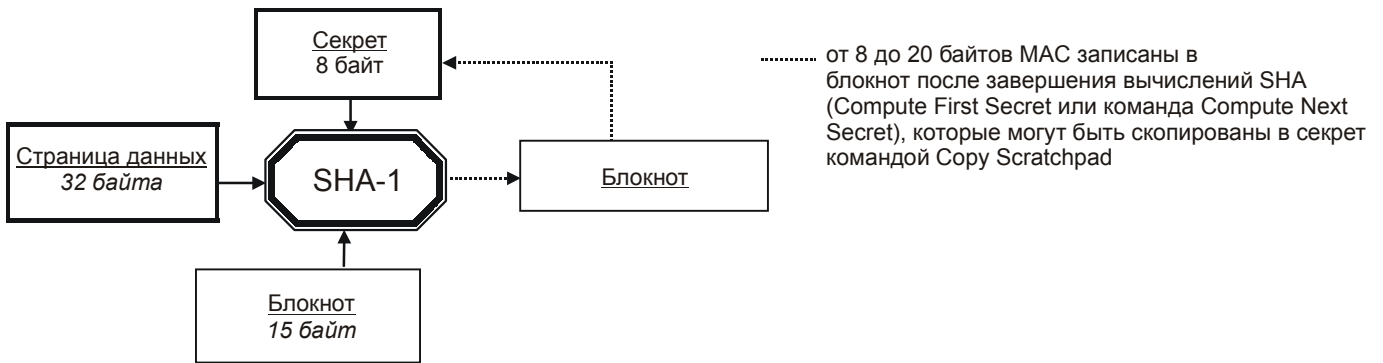 Секрет
8 байт
от 8 до 20 байтов MAC записаны в
блокнот после завершения вычислений SHA
(Compute First Secret или команда Compute Next
Secret), которые могут быть скопированы в секрет
командой Copy Scratchpad
Страница данных
32 байта
SHA-1
Блокнот
Блокнот
15 байт